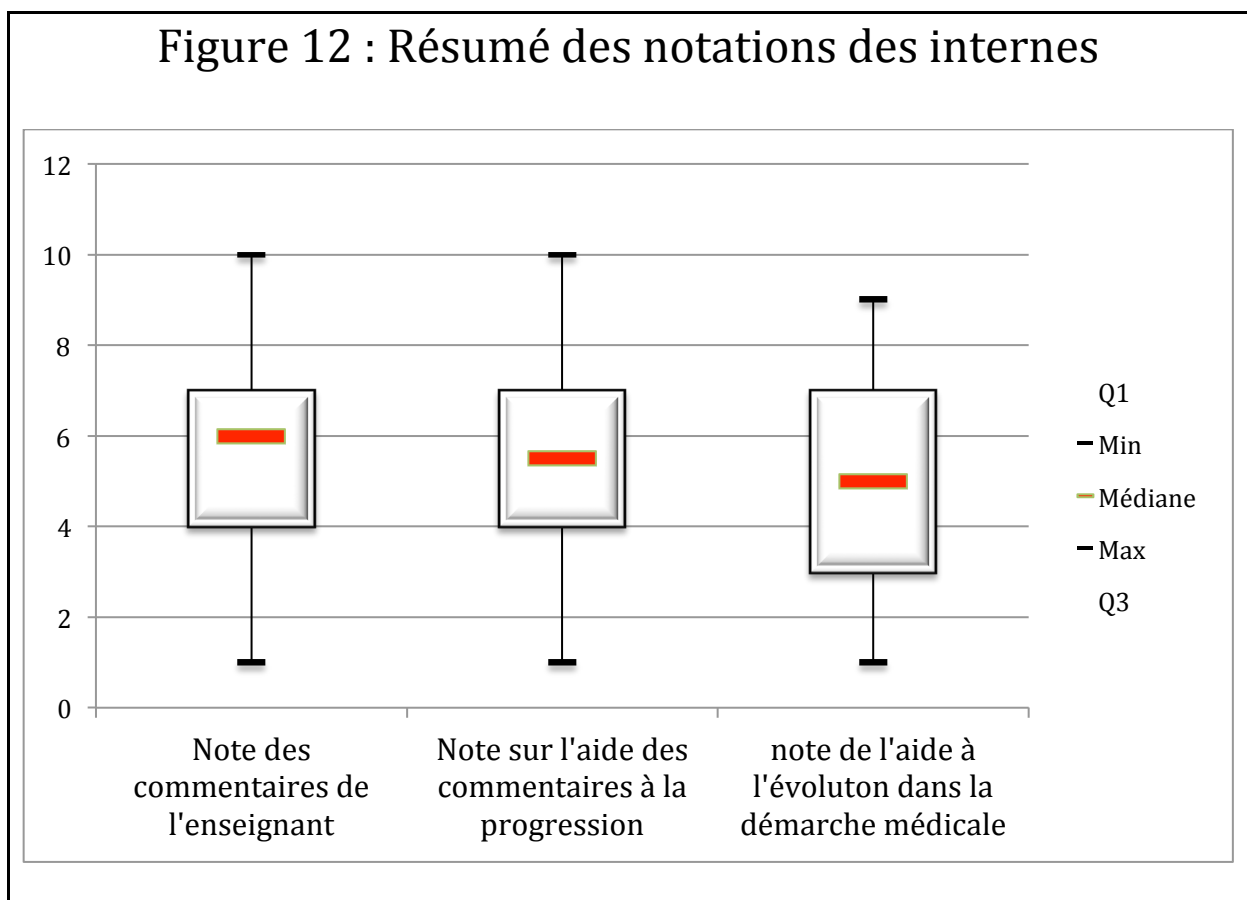 Figure 12 : Résumé des notations des internes
12
10
8
6
4
2
0
Note des
commentaires de
l'enseignant
Note sur l'aide des
commentaires à la
progression
note de l'aide à
l'évoluton dans la
démarche médicale
Q1
Min
Médiane
Max
Q3